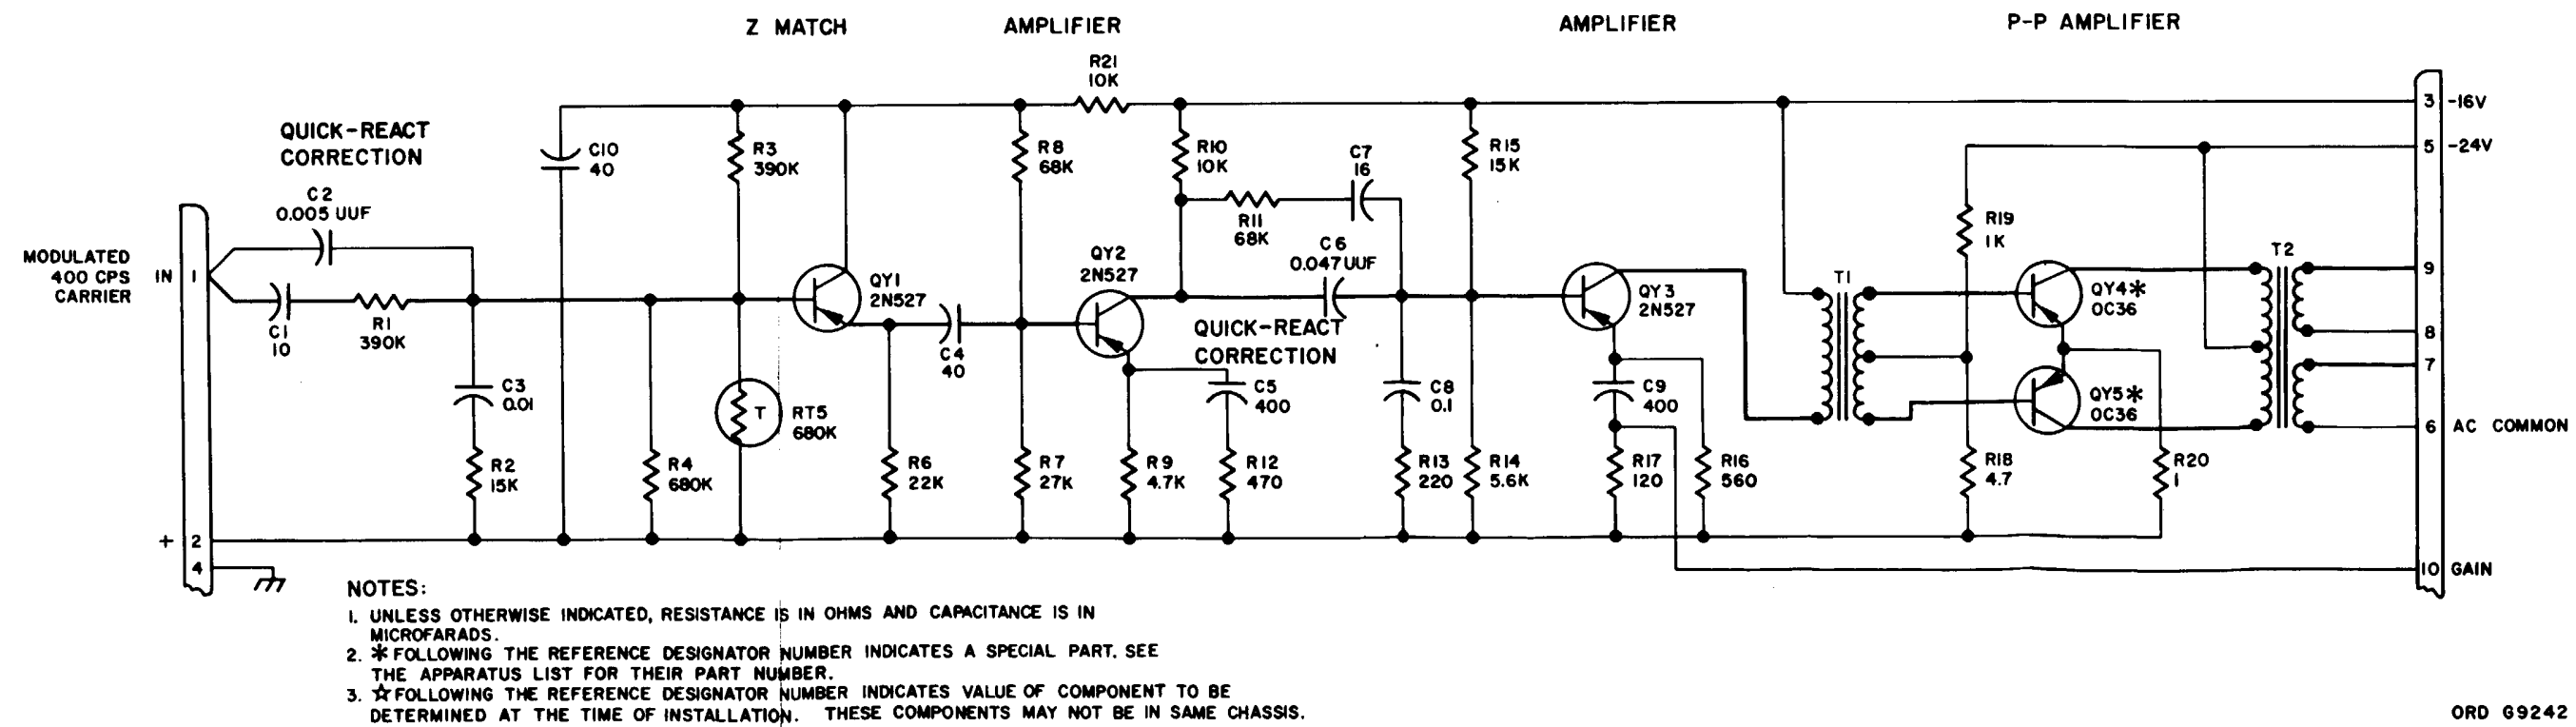 Z MATCH
AMPLIFIER
AMPLIFIER
P-P AMPLIFIER
QUICK-REACT
CORRECTION
MODULATED
400 CPS
CARRIER
IN
1
+ 2
4
C2
0.005 UUF
C1
10
R1
390K
C3
0.01
R2
15K
C10
40
R4
680K
R3
390K
T
RT5
680K
QY1
2N527
R6
22K
C4
40
R8
68K
R7
27K
R21
10K
QY2
2N527
R9
4.7K
R10
10K
R11
68K
C7
16
C6
0.047 UUF
QUICK-REACT
CORRECTION
C5
400
R12
470
C8
0.1
R13
220
R15
15K
R14
5.6K
QY3
2N527
C9
400
R17
120
R16
560
T1
R19
1K
R18
4.7
QY4*
OC36
QY5*
OC36
R20
1
T2
3 -16V
5 -24V
9
8
7
6 AC COMMON
10 GAIN
NOTES:
1. UNLESS OTHERWISE INDICATED, RESISTANCE IS IN OHMS AND CAPACITANCE IS IN
MICROFARADS.
2. * FOLLOWING THE REFERENCE DESIGNATOR NUMBER INDICATES A SPECIAL PART. SEE
THE APPARATUS LIST FOR THEIR PART NUMBER.
3. ☆ FOLLOWING THE REFERENCE DESIGNATOR NUMBER INDICATES VALUE OF COMPONENT TO BE
DETERMINED AT THE TIME OF INSTALLATION. THESE COMPONENTS MAY NOT BE IN SAME CHASSIS.
ORD G9242